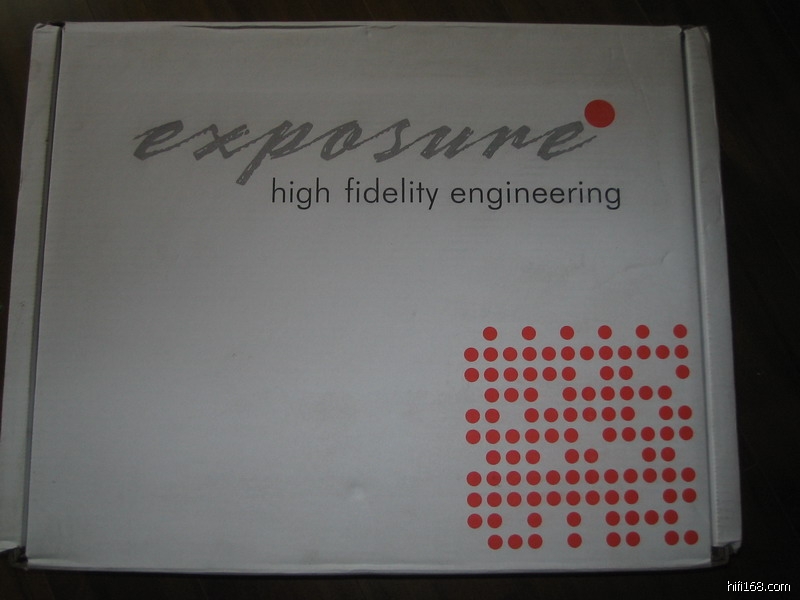 exposure
high fidelity engineering
hifi168.com